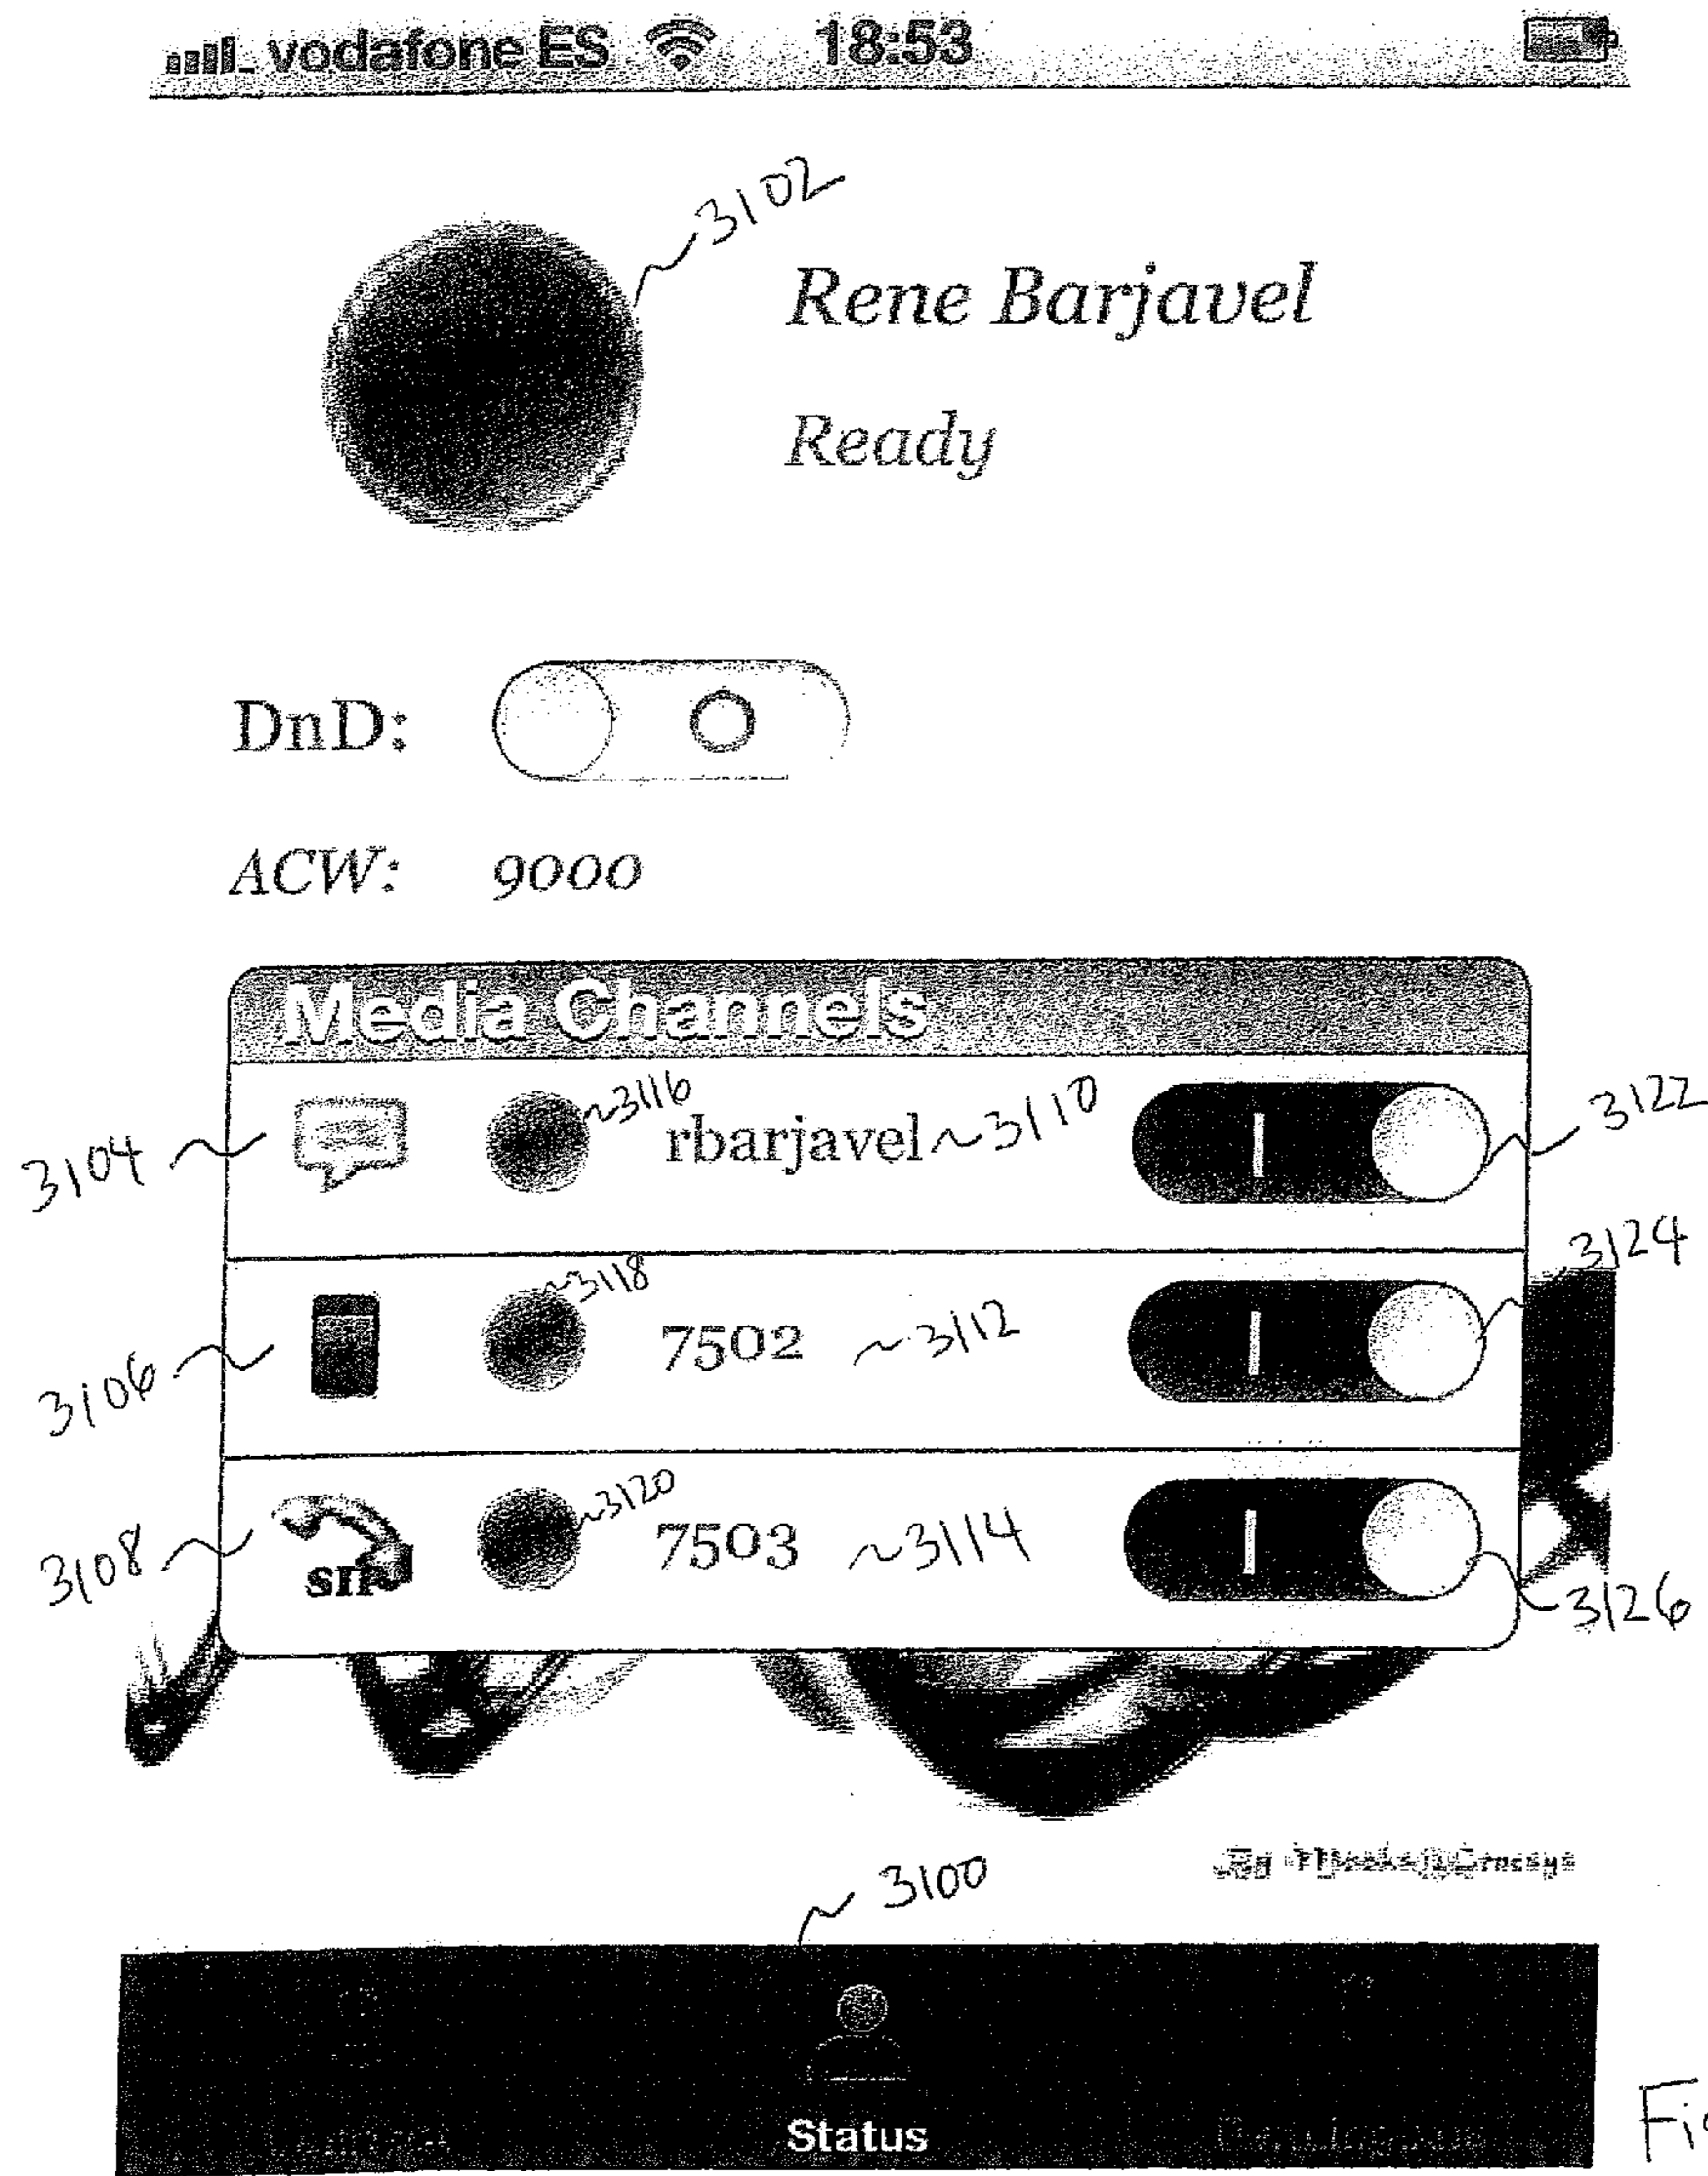 vodafone ES 18:53
3102
Rene Barjavel
Ready
DnD:
ACW: 9000
Media Channels
3104 3116 rbarjavel 3110 3122
3106 3118 7502 3112 3124
3108 SIP 3120 7503 3114 3126
3100
Status